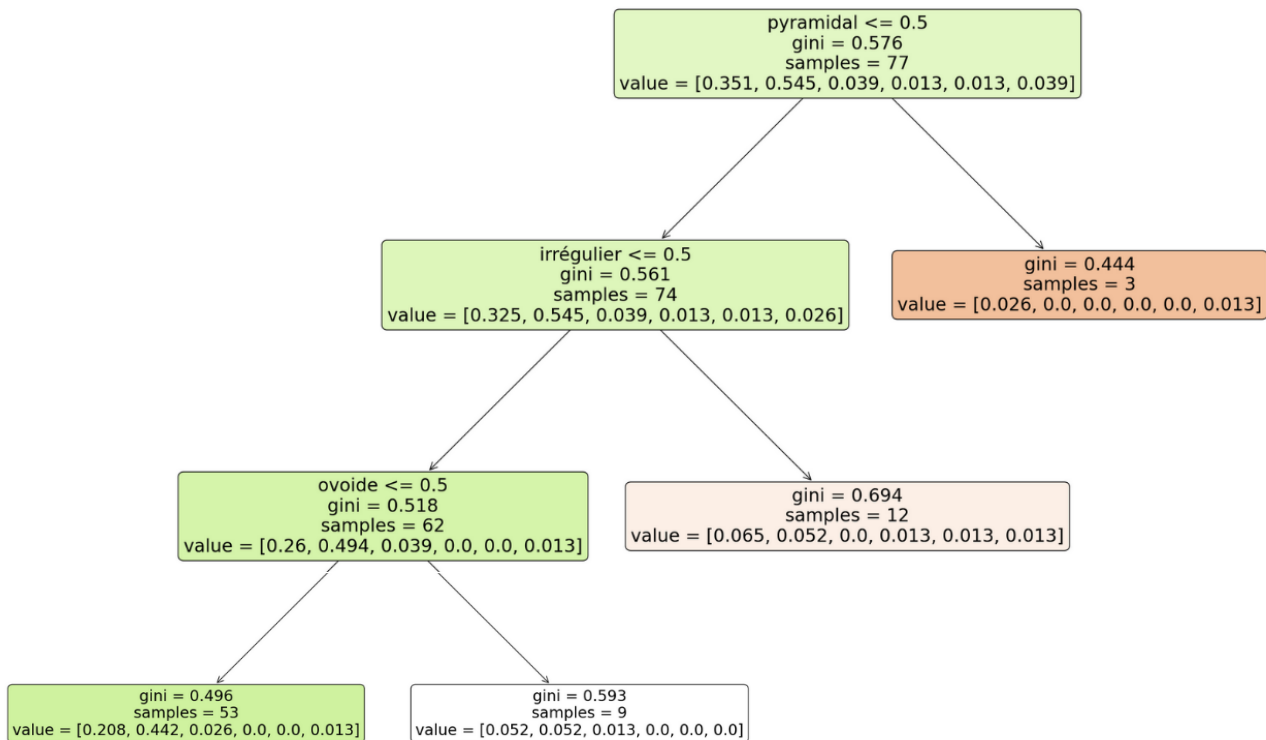 pyramidal <= 0.5
gini = 0.576
samples = 77
value = [0.351, 0.545, 0.039, 0.013, 0.013, 0.039]
irrégulier <= 0.5
gini = 0.561
samples = 74
value = [0.325, 0.545, 0.039, 0.013, 0.013, 0.026]
gini = 0.444
samples = 3
value = [0.026, 0.0, 0.0, 0.0, 0.0, 0.013]
ovoide <= 0.5
gini = 0.518
samples = 62
value = [0.26, 0.494, 0.039, 0.0, 0.0, 0.013]
gini = 0.694
samples = 12
value = [0.065, 0.052, 0.0, 0.013, 0.013, 0.013]
gini = 0.496
samples = 53
value = [0.208, 0.442, 0.026, 0.0, 0.0, 0.013]
gini = 0.593
samples = 9
value = [0.052, 0.052, 0.013, 0.0, 0.0, 0.0]